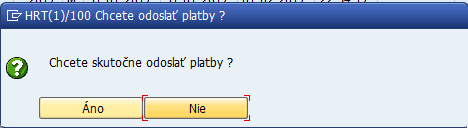 HRT(1)/100 Chcete odoslať platby ?
Chcete skutočne odoslať platby ?
Áno
Nie